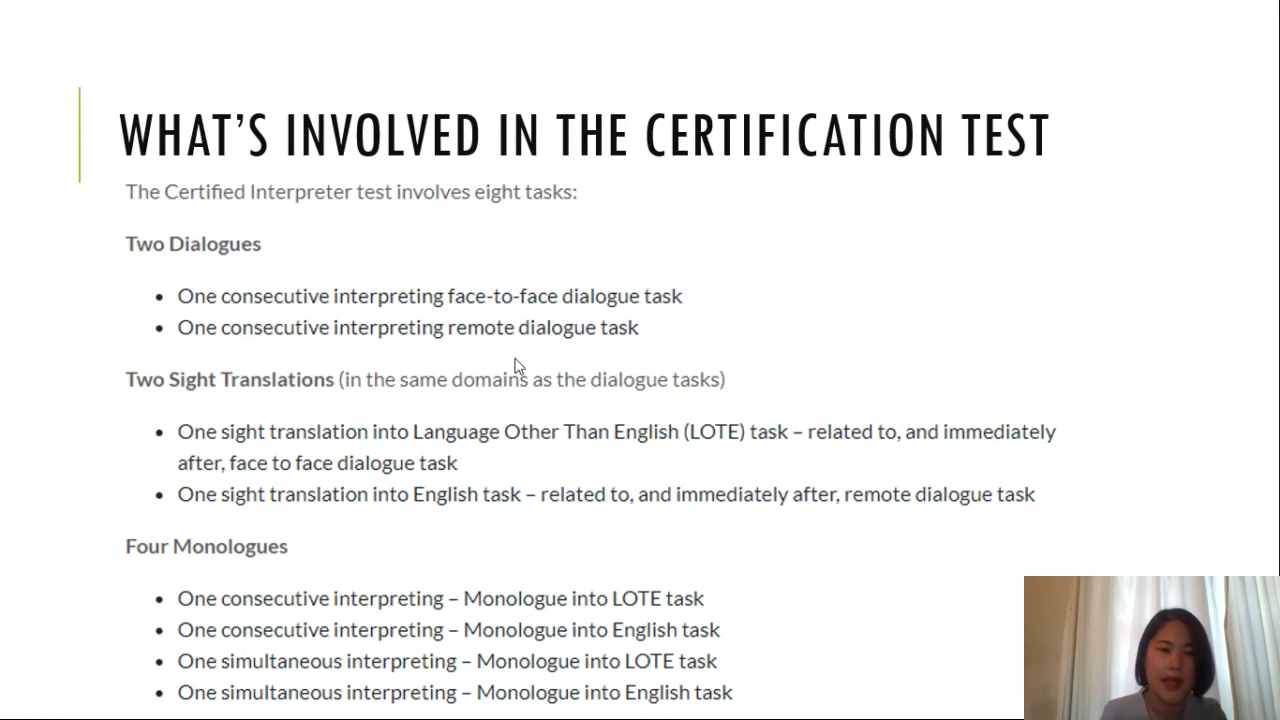 WHAT'S INVOLVED IN THE CERTIFICATION TEST
The Certified Interpreter test involves eight tasks:
Two Dialogues
• One consecutive interpreting face-to-face dialogue task
• One consecutive interpreting remote dialogue task
Two Sight Translations (in the same domains as the dialogue tasks)
• One sight translation into Language Other Than English (LOTE) task – related to, and immediately
after, face to face dialogue task
• One sight translation into English task – related to, and immediately after, remote dialogue task
Four Monologues
• One consecutive interpreting – Monologue into LOTE task
• One consecutive interpreting – Monologue into English task
• One simultaneous interpreting – Monologue into LOTE task
• One simultaneous interpreting – Monologue into English task